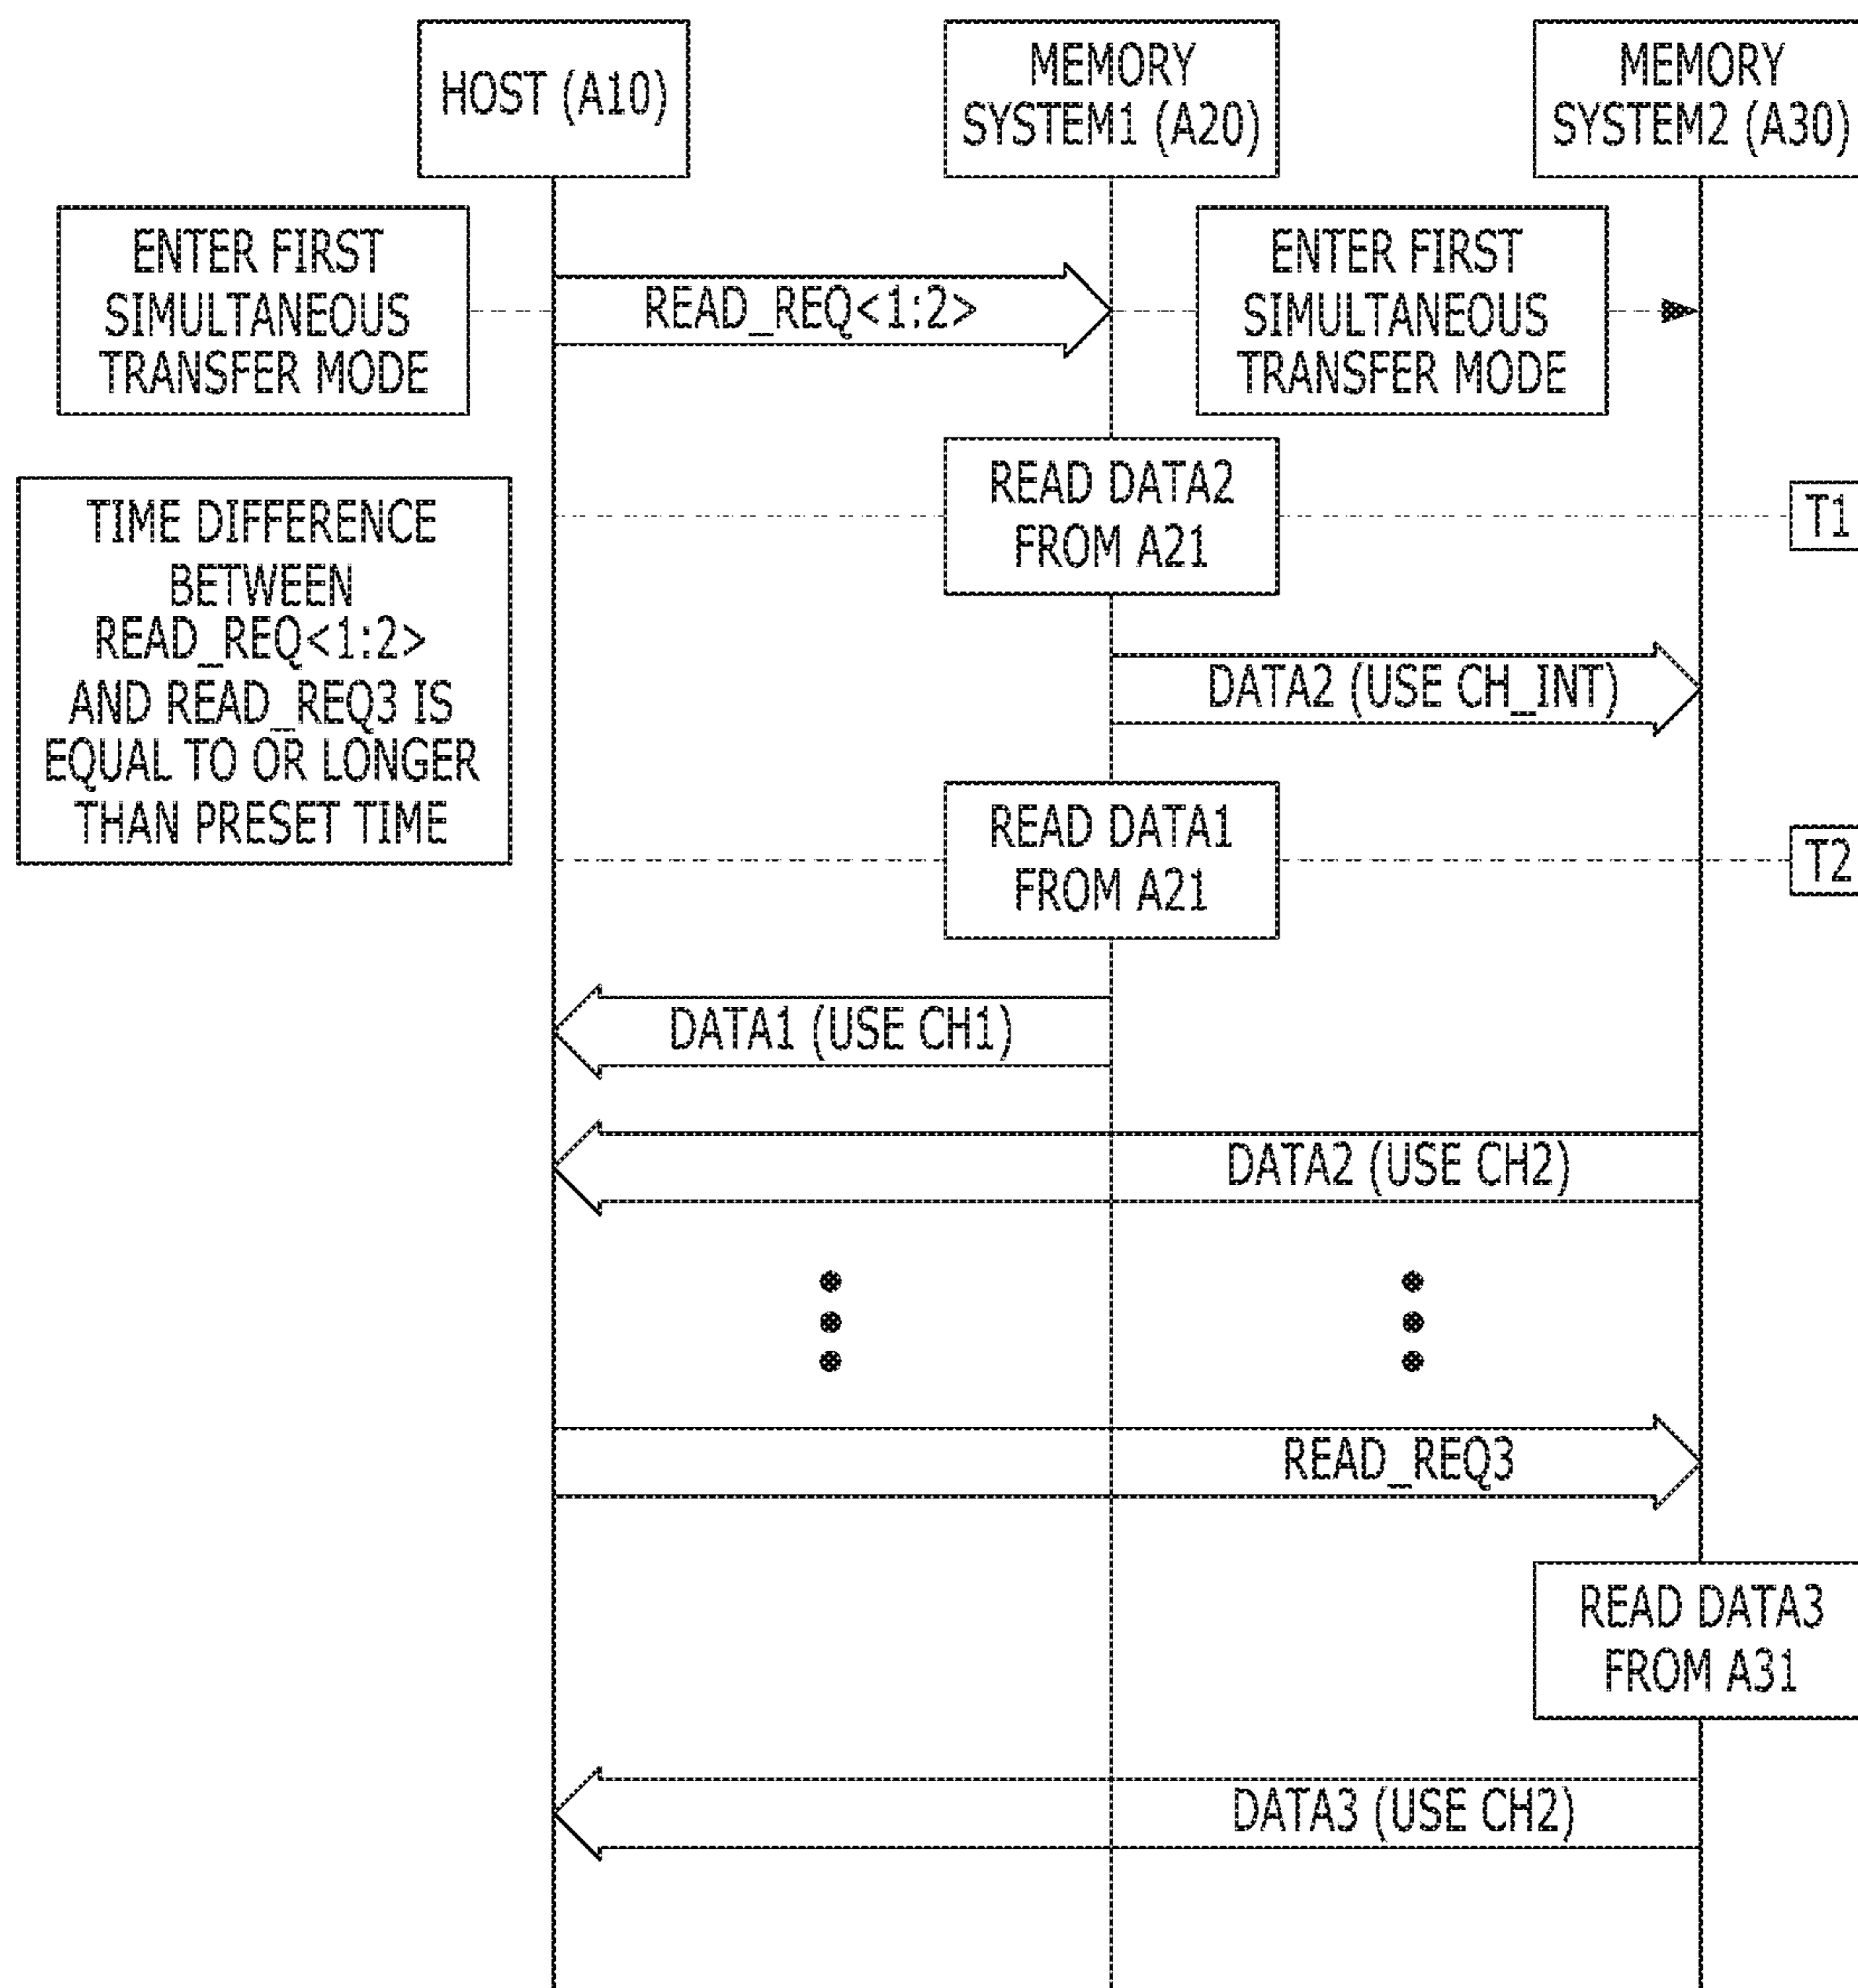 HOST (A10)
MEMORY
SYSTEM1 (A20)
MEMORY
SYSTEM2 (A30)
ENTER FIRST
SIMULTANEOUS
TRANSFER MODE
READ_REQ<1:2>
ENTER FIRST
SIMULTANEOUS
TRANSFER MODE
TIME DIFFERENCE
BETWEEN
READ_REQ<1:2>
AND READ_REQ3 IS
EQUAL TO OR LONGER
THAN PRESET TIME
READ DATA2
FROM A21
T1
DATA2 (USE CH_INT)
READ DATA1
FROM A21
T2
DATA1 (USE CH1)
DATA2 (USE CH2)
READ_REQ3
READ DATA3
FROM A31
DATA3 (USE CH2)